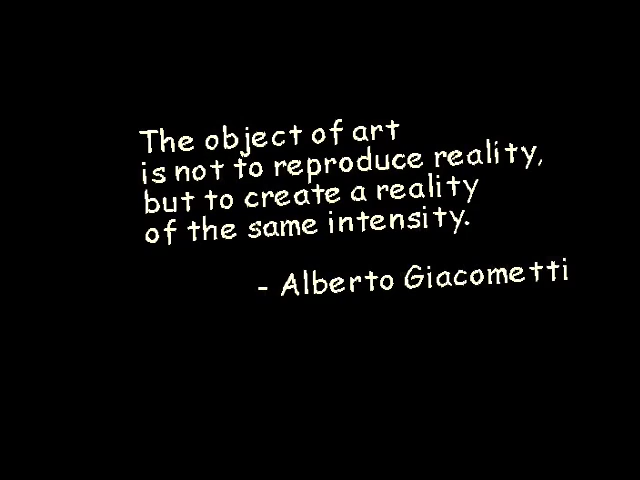 The object of art
is not to reproduce reality,
but to create a reality
of the same intensity.
- Alberto Giacometti